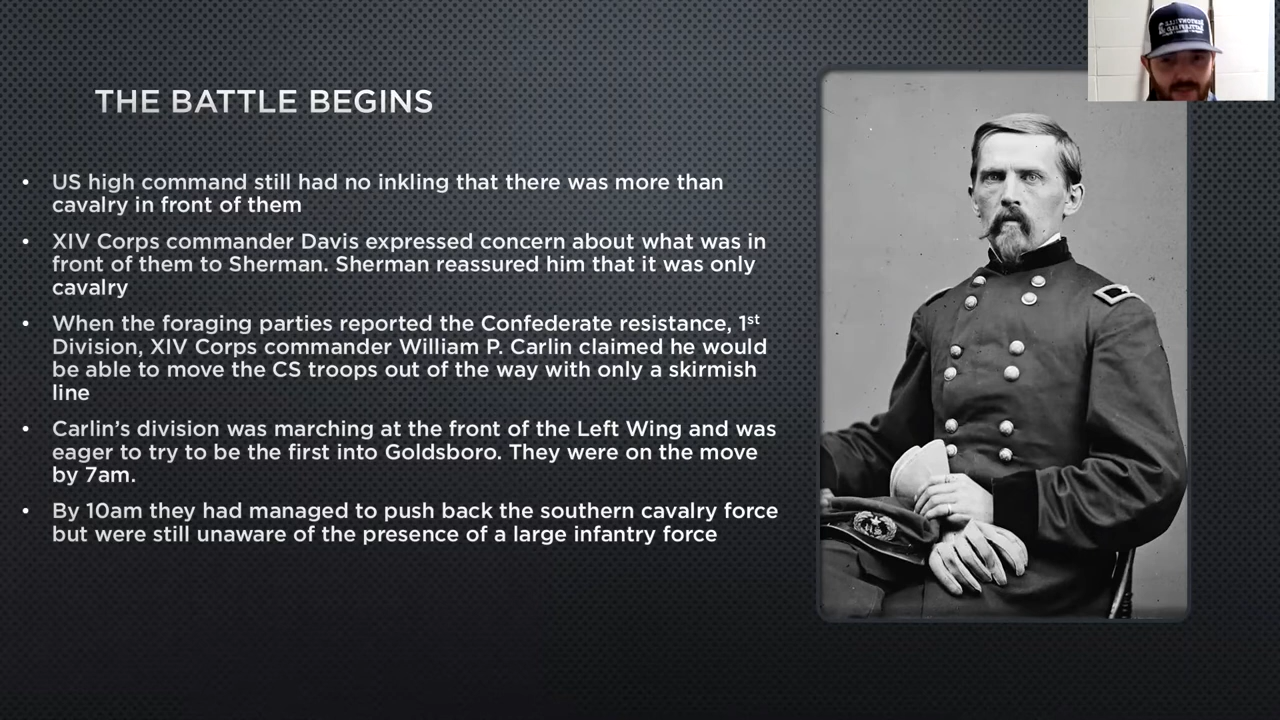 THE BATTLE BEGINS
• US high command still had no inkling that there was more than
cavalry in front of them
• XIV Corps commander Davis expressed concern about what was in
front of them to Sherman. Sherman reassured him that it was only
cavalry
• When the foraging parties reported the Confederate resistance, 1st
Division, XIV Corps commander William P. Carlin claimed he would
be able to move the CS troops out of the way with only a skirmish
line
• Carlin's division was marching at the front of the Left Wing and was
eager to try to be the first into Goldsboro. They were on the move
by 7am.
• By 10am they had managed to push back the southern cavalry force
but were still unaware of the presence of a large infantry force